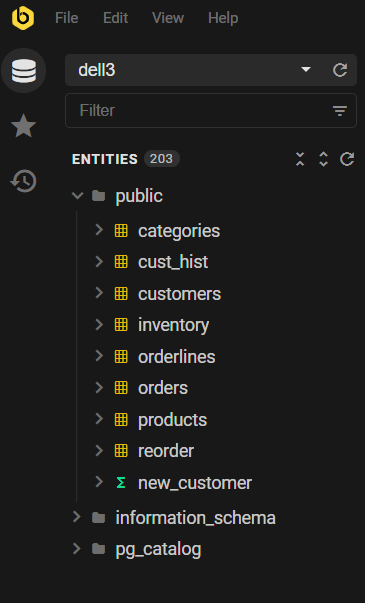 File Edit View Help
dell3
Filter
ENTITIES 203
public
categories
cust_hist
customers
inventory
orderlines
orders
products
reorder
new_customer
information_schema
pg_catalog